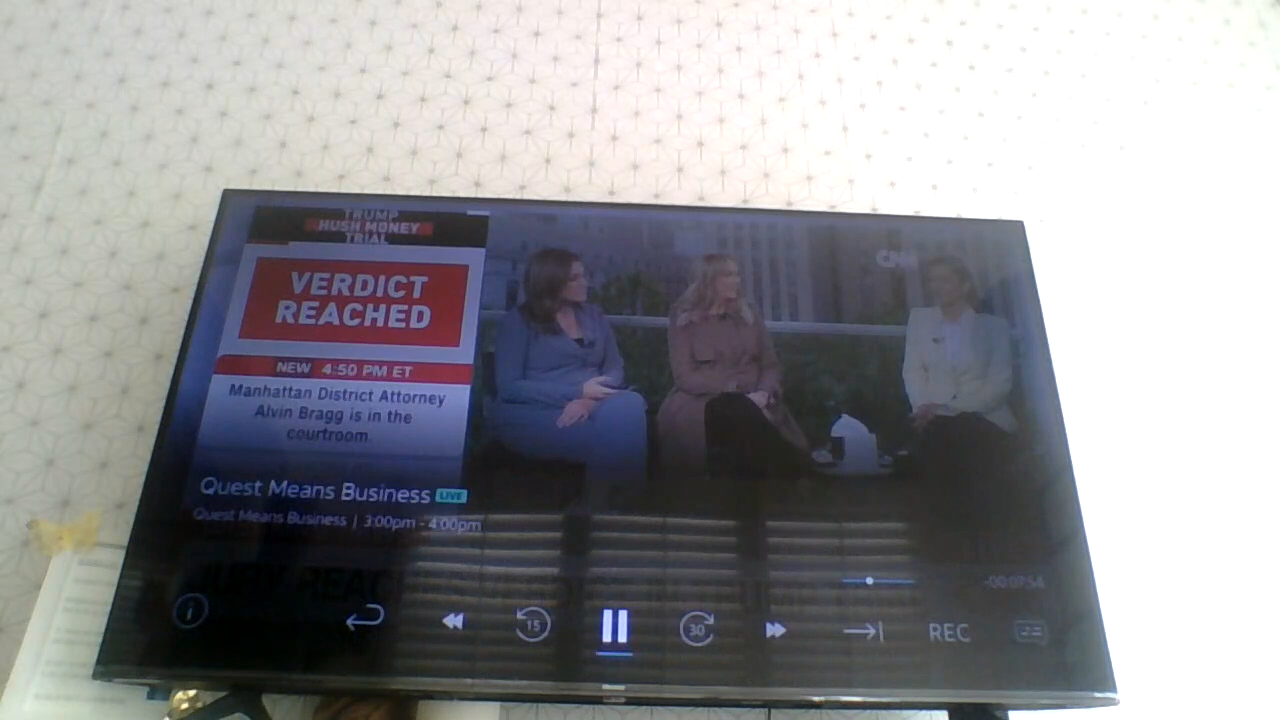 TRUMP
HUSH MONEY
TRIAL
CNN
VERDICT
REACHED
NEW 4:50 PM ET
Manhattan District Attorney
Alvin Bragg is in the
courtroom
Quest Means Business LIVE
Quest Means Business | 3:00pm - 4:00pm
JURY REAC
-00:07:54
15
30
REC